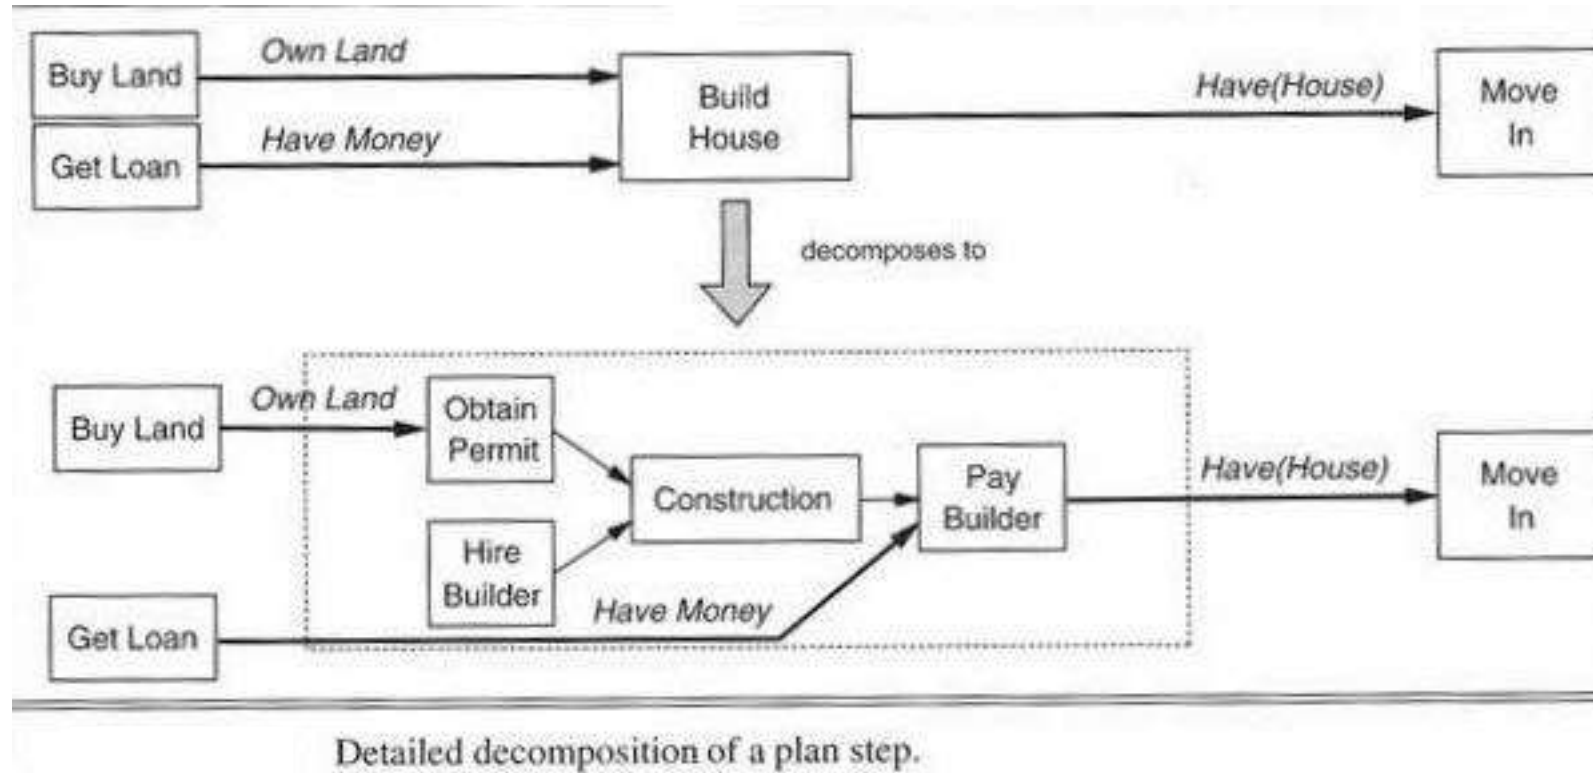 Buy Land
Own Land
Build
House
Have(House)
Move
In
Get Loan
Have Money
decomposes to
Buy Land
Own Land
Obtain
Permit
Construction
Pay
Builder
Have(House)
Move
In
Hire
Builder
Have Money
Get Loan
Detailed decomposition of a plan step.